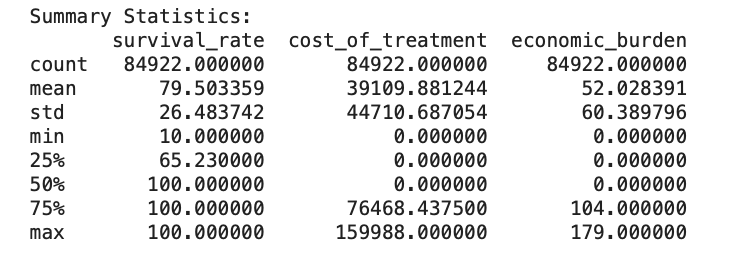 Summary Statistics:
survival_rate cost_of_treatment economic_burden
count 84922.000000 84922.000000 84922.000000
mean 79.503359 39109.881244 52.028391
std 26.483742 44710.687054 60.389796
min 10.000000 0.000000 0.000000
25% 65.230000 0.000000 0.000000
50% 100.000000 0.000000 0.000000
75% 100.000000 76468.437500 104.000000
max 100.000000 159988.000000 179.000000